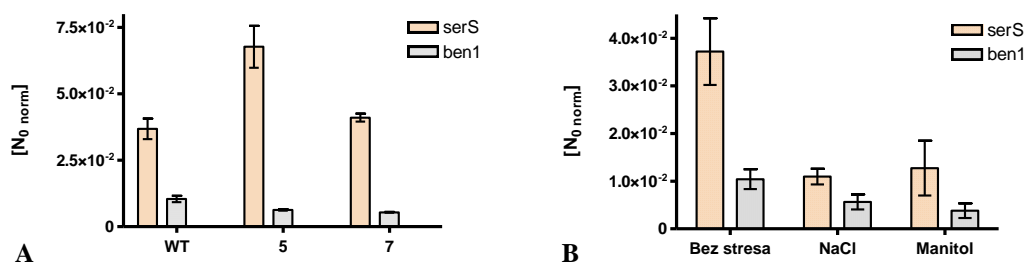 7.5×10⁻²
5.0×10⁻²
2.5×10⁻²
0
[N₀ norm]
serS
ben1
WT 5 7
A
4.0×10⁻²
3.0×10⁻²
2.0×10⁻²
1.0×10⁻²
0
[N₀ norm]
serS
ben1
Bez stresa NaCl Manitol
B